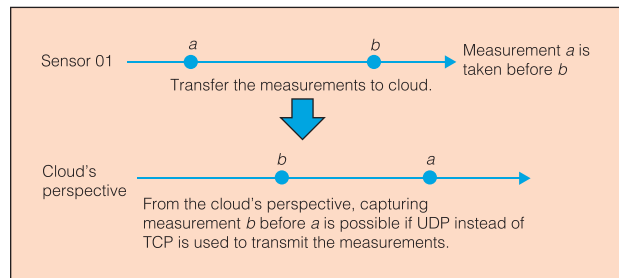 a
b
Sensor 01
Measurement a is
taken before b
Transfer the measurements to cloud.
b
a
Cloud's
perspective
From the cloud's perspective, capturing
measurement b before a is possible if UDP instead of
TCP is used to transmit the measurements.